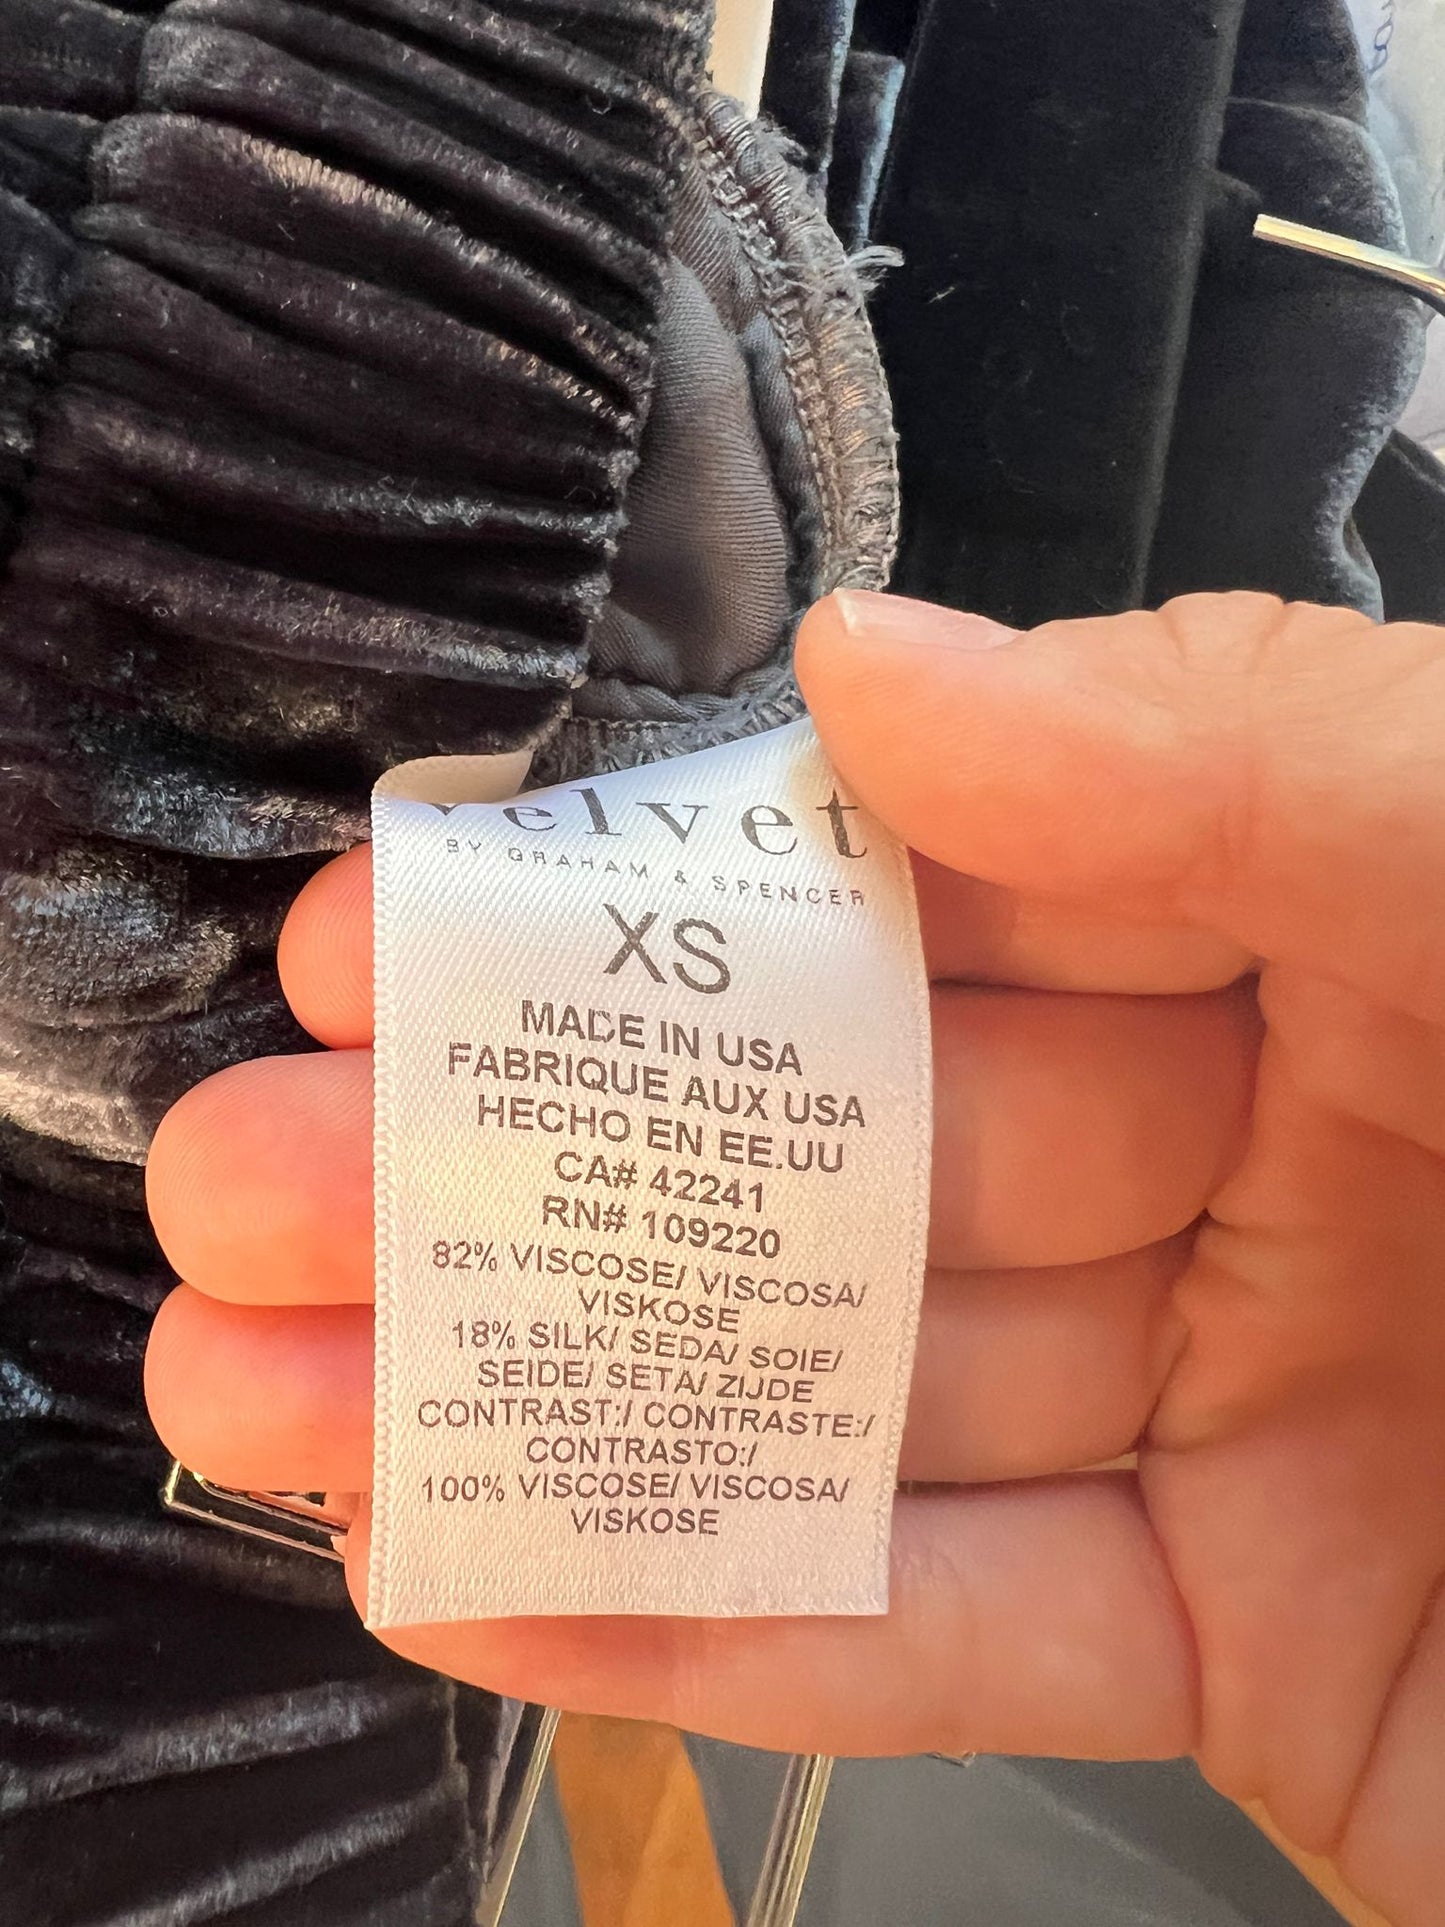 velvet
BY GRAHAM & SPENCER
XS
MADE IN USA
FABRIQUE AUX USA
HECHO EN EE.UU
CA# 42241
RN# 109220
82% VISCOSE/ VISCOSA/
VISKOSE
18% SILK/ SEDA/ SOIE/
SEIDE/ SETA/ ZIJDE
CONTRAST:/ CONTRASTE:/
CONTRASTO:/
100% VISCOSE/ VISCOSA/
VISKOSE